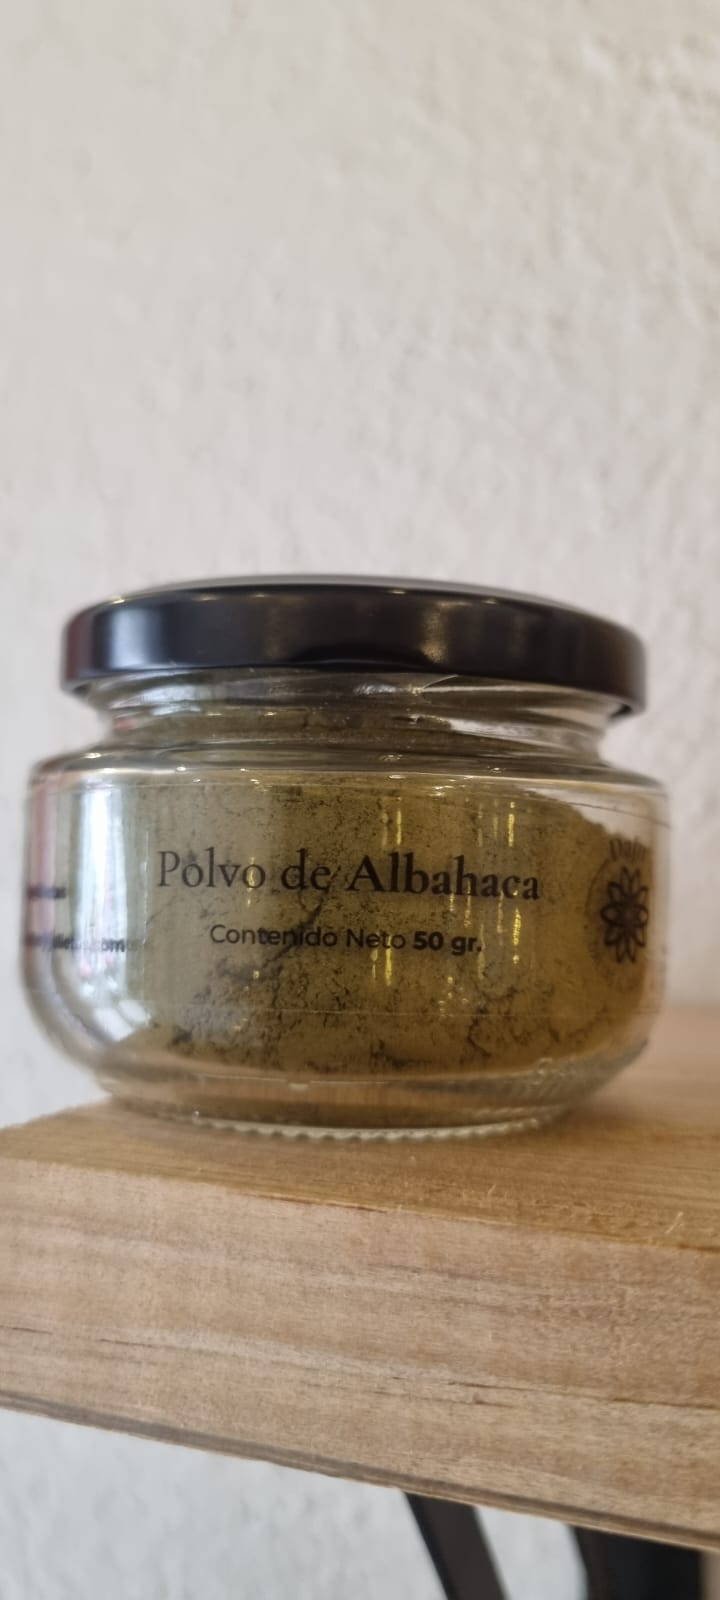 Polvo de Albahaca
Contenido Neto 50 gr.